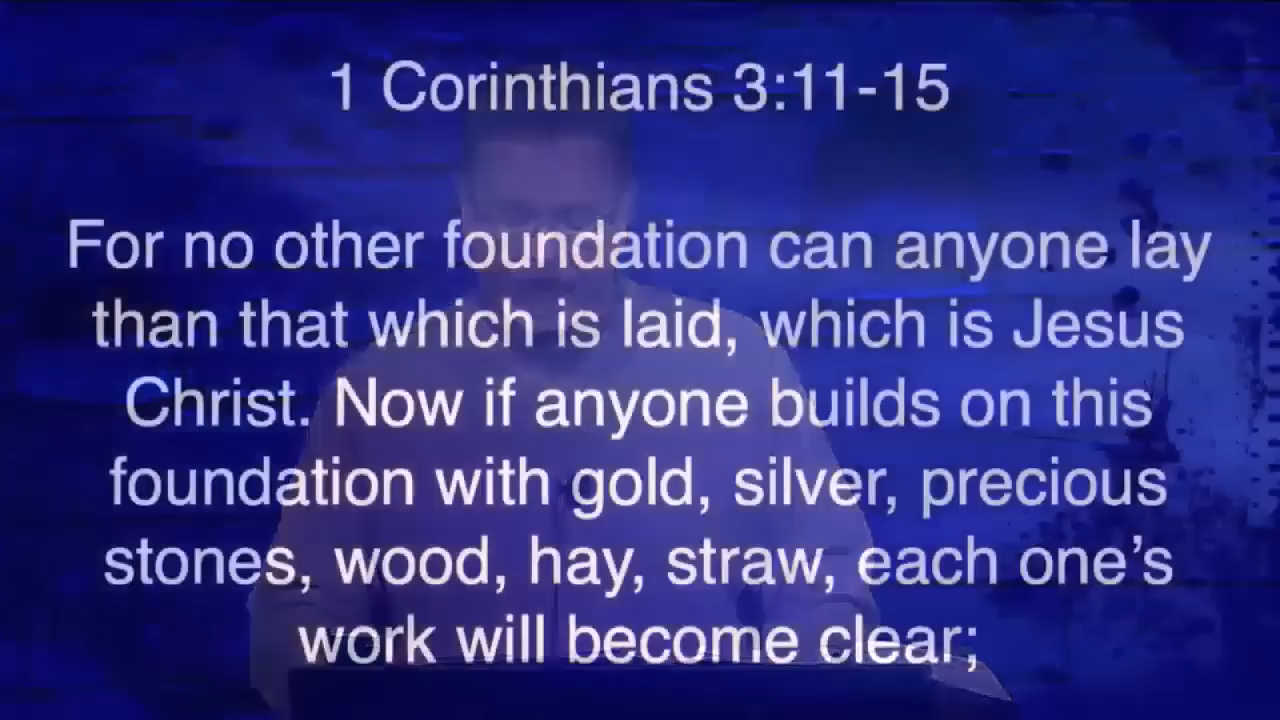 1 Corinthians 3:11-15
For no other foundation can anyone lay
than that which is laid, which is Jesus
Christ. Now if anyone builds on this
foundation with gold, silver, precious
stones, wood, hay, straw, each one’s
work will become clear;